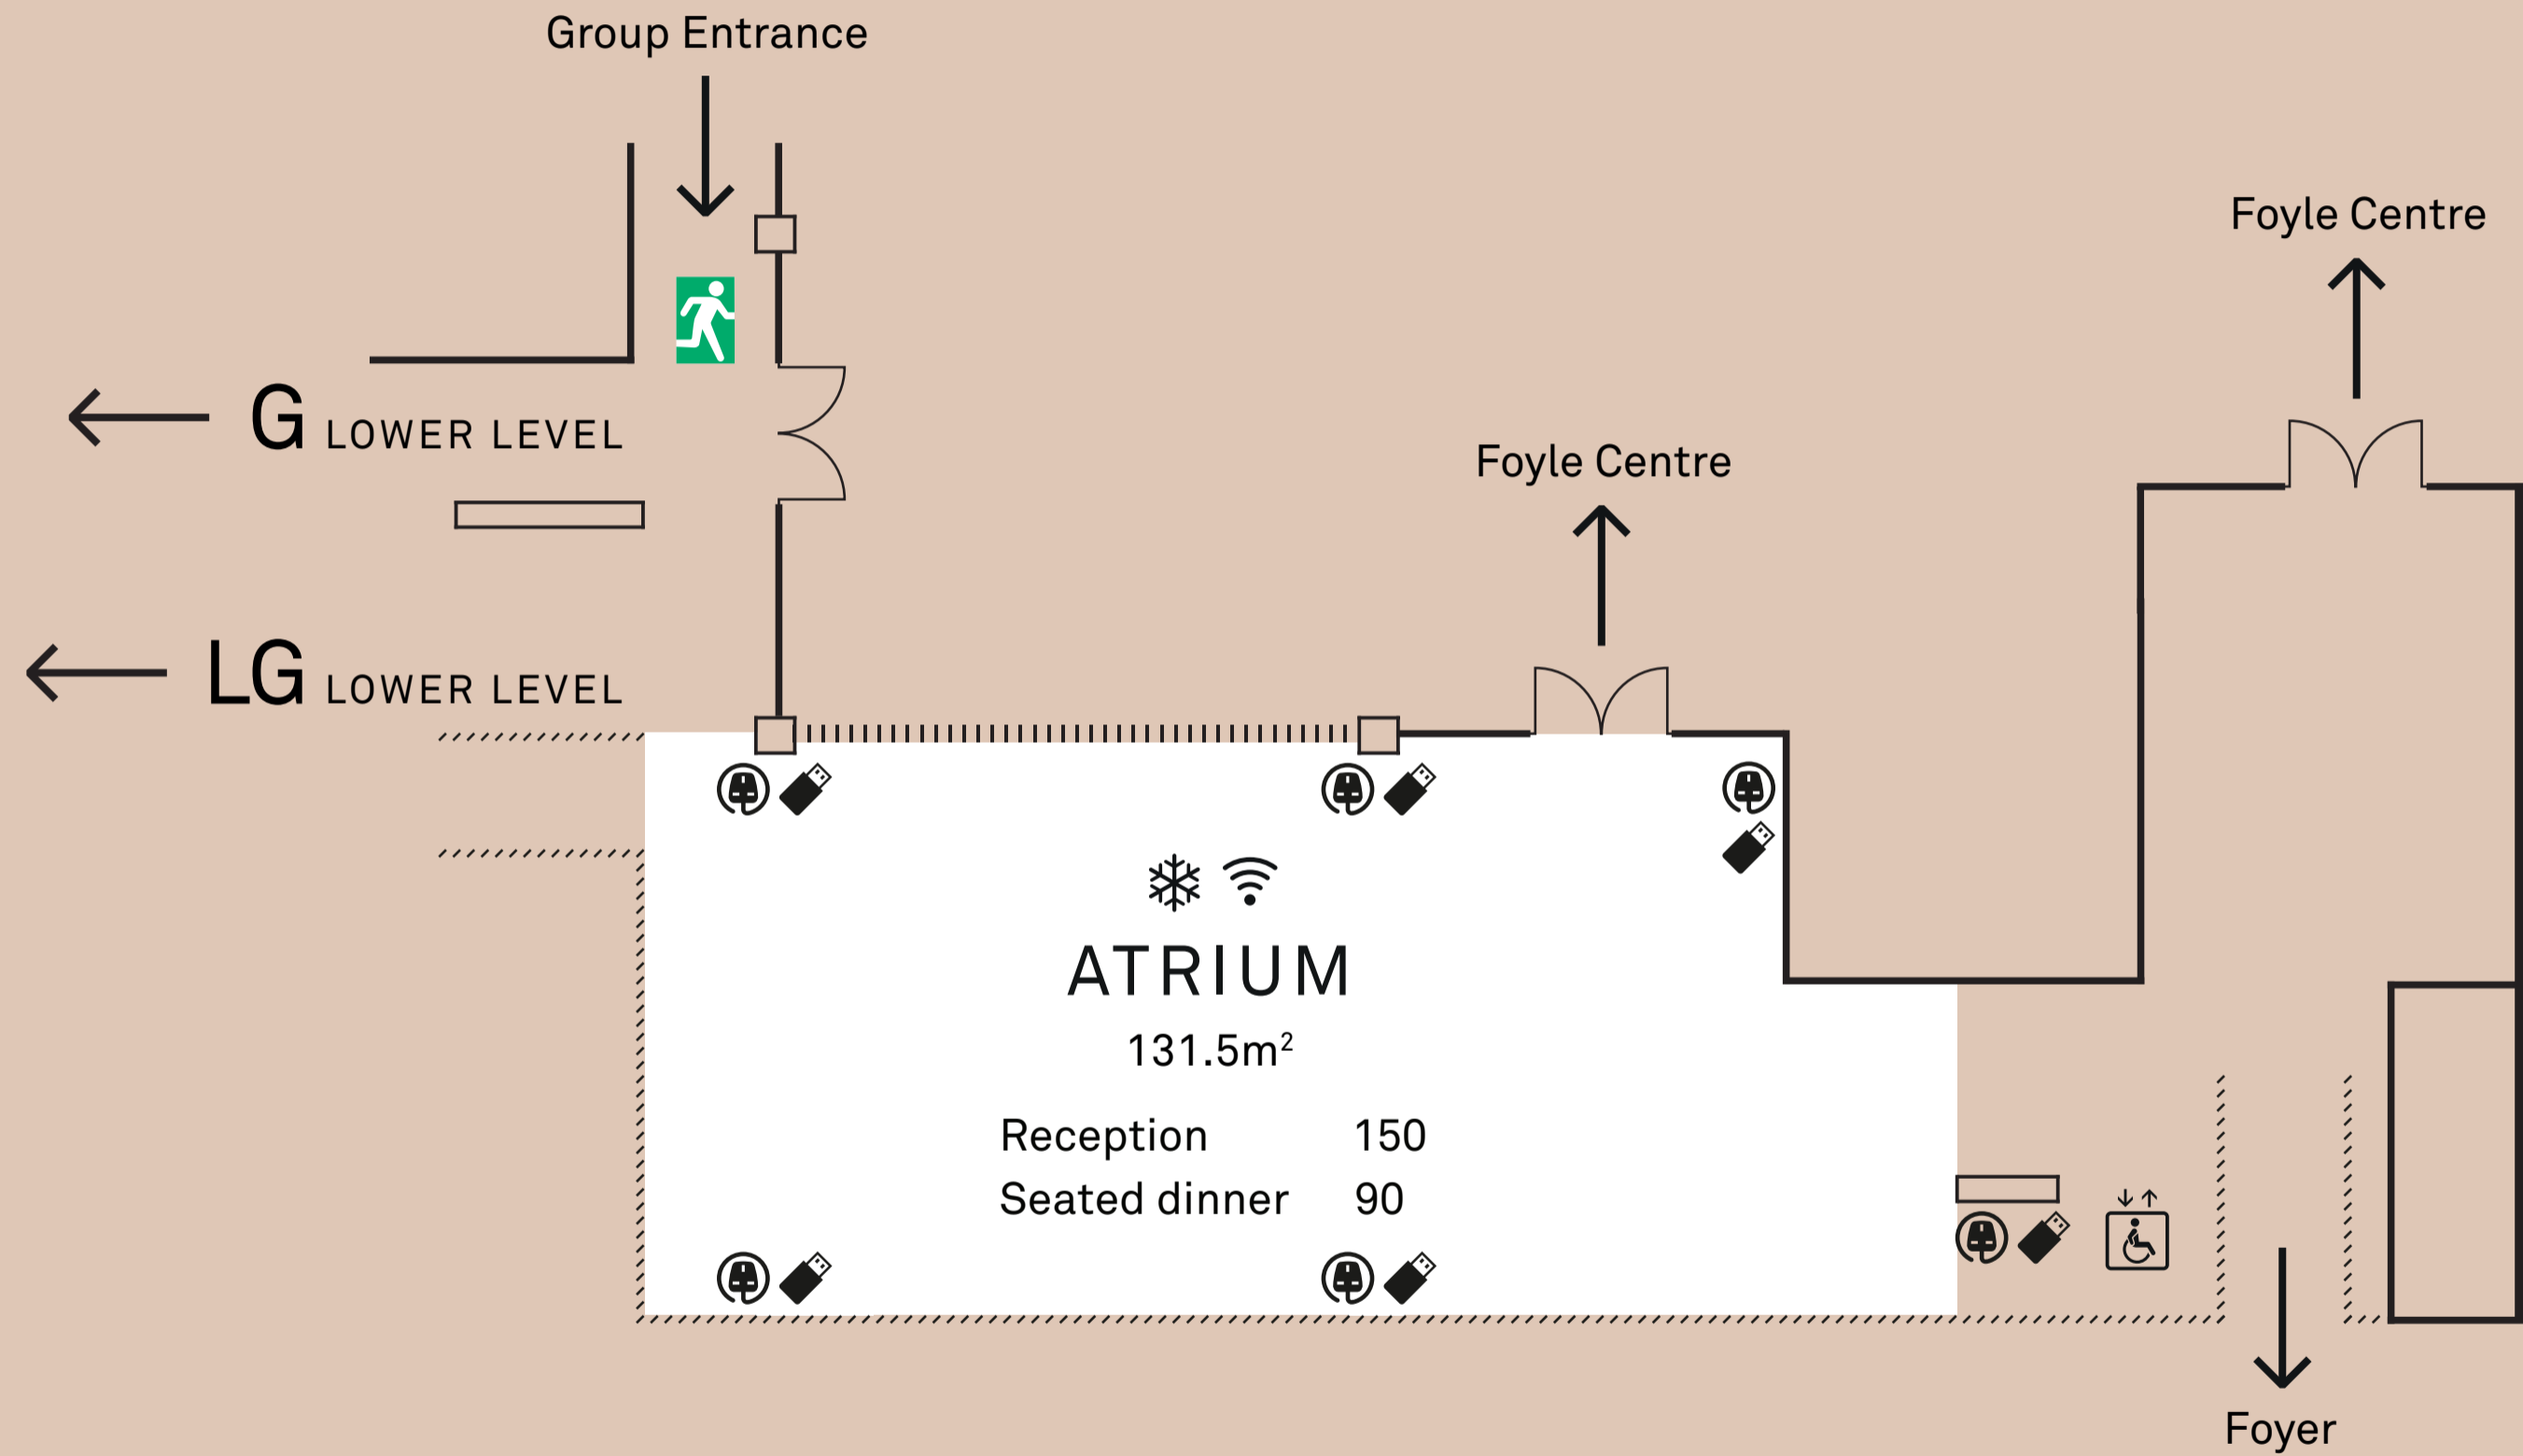 Group Entrance
Foyle Centre
G LOWER LEVEL
Foyle Centre
LG LOWER LEVEL
ATRIUM
131.5m²
Reception 150
Seated dinner 90
Foyer